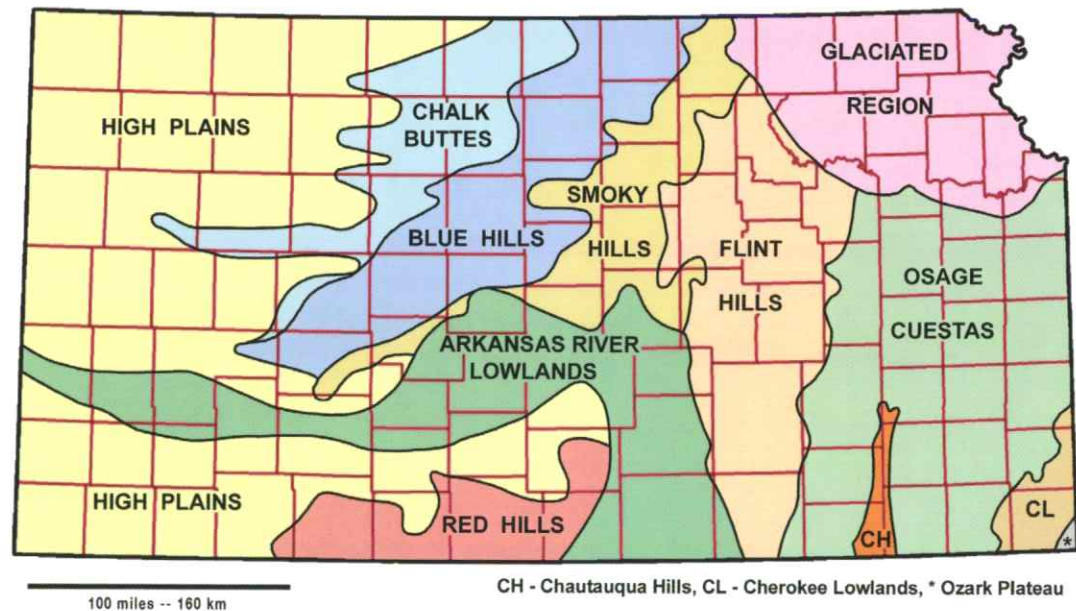 GLACIATED
REGION
HIGH PLAINS
CHALK
BUTTES
SMOKY
HILLS
BLUE HILLS
FLINT
HILLS
OSAGE
CUESTAS
ARKANSAS RIVER
LOWLANDS
HIGH PLAINS
RED HILLS
CH
CL
*
100 miles -- 160 km
CH - Chautauqua Hills, CL - Cherokee Lowlands, * Ozark Plateau